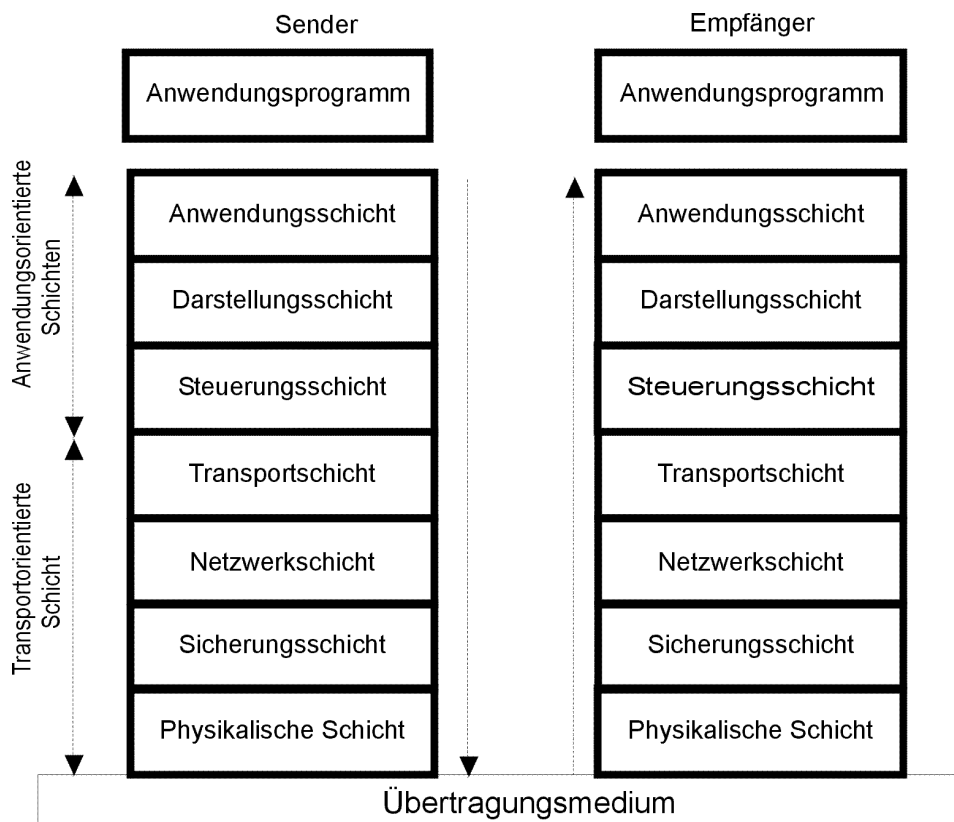 Sender
Empfänger
Anwendungsprogramm
Anwendungsprogramm
Anwendungsorientierte
Schichten
Anwendungsschicht
Anwendungsschicht
Darstellungsschicht
Darstellungsschicht
Steuerungsschicht
Steuerungsschicht
Transportorientierte
Schicht
Transportschicht
Transportschicht
Netzwerkschicht
Netzwerkschicht
Sicherungsschicht
Sicherungsschicht
Physikalische Schicht
Physikalische Schicht
Übertragungsmedium